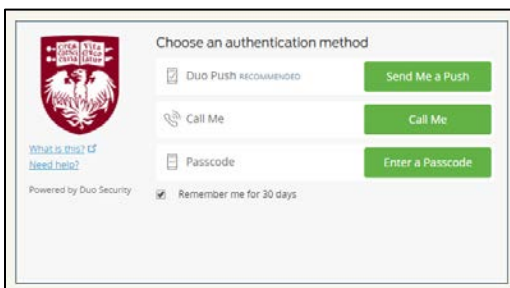 Choose an authentication method
Duo Push RECOMMENDED
Send Me a Push
Call Me
Call Me
Passcode
Enter a Passcode
Remember me for 30 days
What is this?
Need help?
Powered by Duo Security